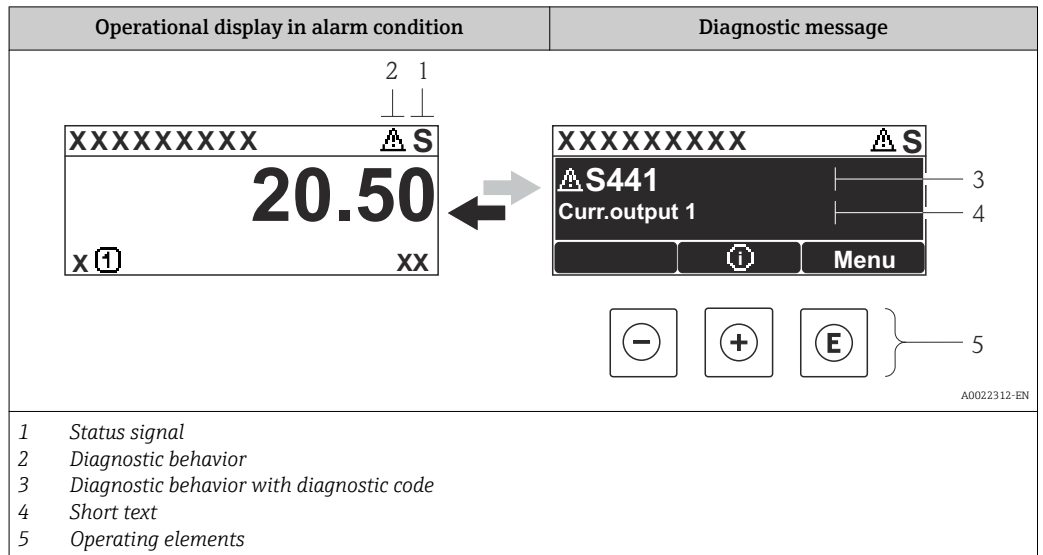 Operational display in alarm condition
Diagnostic message
2 1
XXXXXXXXX S
20.50
X 1 XX
XXXXXXXXX S
S441
3
Curr.output 1
4
i Menu
- + E
5
A0022312-EN
1 Status signal
2 Diagnostic behavior
3 Diagnostic behavior with diagnostic code
4 Short text
5 Operating elements